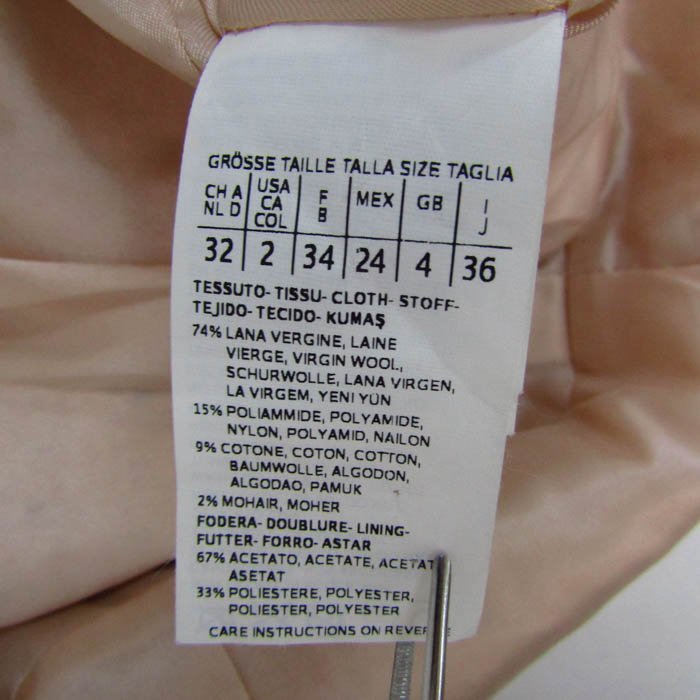 GRÖSSE TAILLE TALLA SIZE TAGLIA
CH A NL D USA CA COL F B MEX GB I J
32 2 34 24 4 36
TESSUTO- TISSU- CLOTH- STOFF-
TEJIDO- TECIDO- KUMAŞ
74% LANA VERGINE, LAINE
VIERGE, VIRGIN WOOL,
SCHURWOLLE, LANA VIRGEN,
LA VIRGEM, YENI YÜN
15% POLIAMMIDE, POLYAMIDE,
NYLON, POLYAMID, NAILON
9% COTONE, COTON, COTTON,
BAUMWOLLE, ALGODON,
ALGODAO, PAMUK
2% MOHAIR, MOHER
FODERA- DOUBLURE- LINING-
FUTTER- FORRO- ASTAR
67% ACETATO, ACETATE, ACETAT
ASETAT
33% POLIESTERE, POLYESTER,
POLIESTER, POLYESTER
CARE INSTRUCTIONS ON